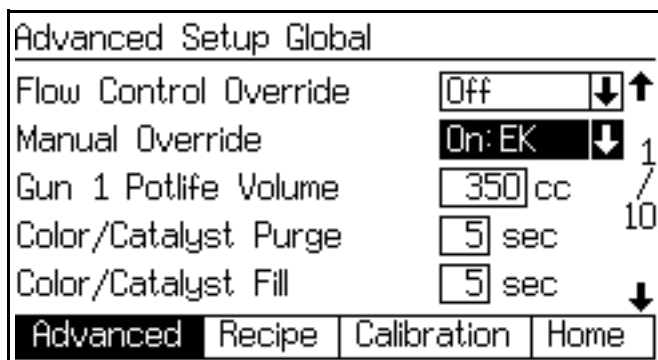 Advanced Setup Global
Flow Control Override Off
Manual Override On: EK
Gun 1 Potlife Volume 350 cc
Color/Catalyst Purge 5 sec
Color/Catalyst Fill 5 sec
1
/
10
Advanced Recipe Calibration Home